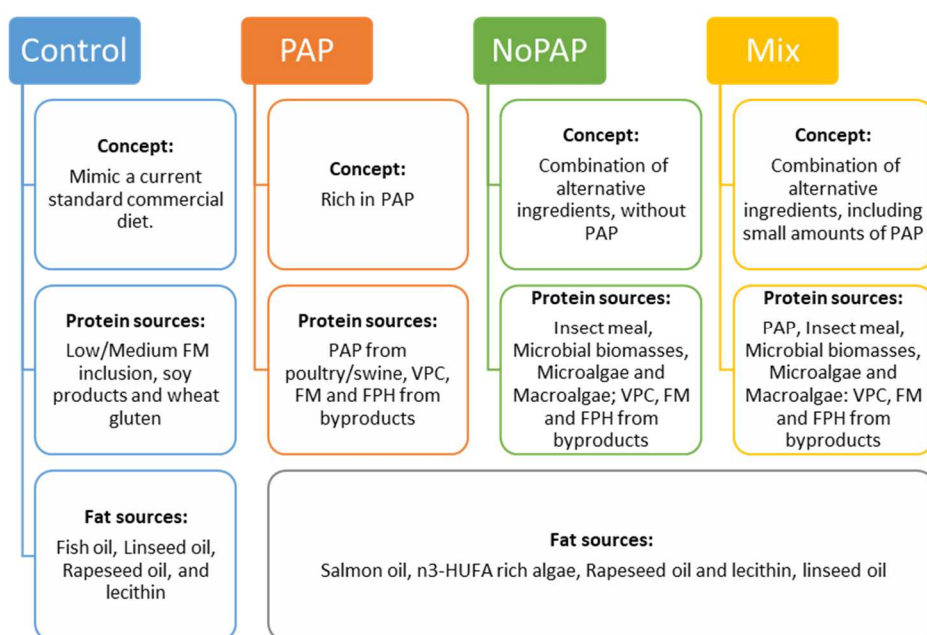 Control
PAP
NoPAP
Mix
Concept:
Mimic a current
standard commercial
diet.
Concept:
Rich in PAP
Concept:
Combination of
alternative
ingredients, without
PAP
Concept:
Combination of
alternative
ingredients, including
small amounts of PAP
Protein sources:
Low/Medium FM
inclusion, soy
products and wheat
gluten
Protein sources:
PAP from
poultry/swine, VPC,
FM and FPH from
byproducts
Protein sources:
Insect meal,
Microbial biomasses,
Microalgae and
Macroalgae; VPC, FM
and FPH from
byproducts
Protein sources:
PAP, Insect meal,
Microbial biomasses,
Microalgae and
Macroalgae: VPC, FM
and FPH from
byproducts
Fat sources:
Fish oil, Linseed oil,
Rapeseed oil, and
lecithin
Fat sources:
Salmon oil, n3-HUFA rich algae, Rapeseed oil and lecithin, linseed oil